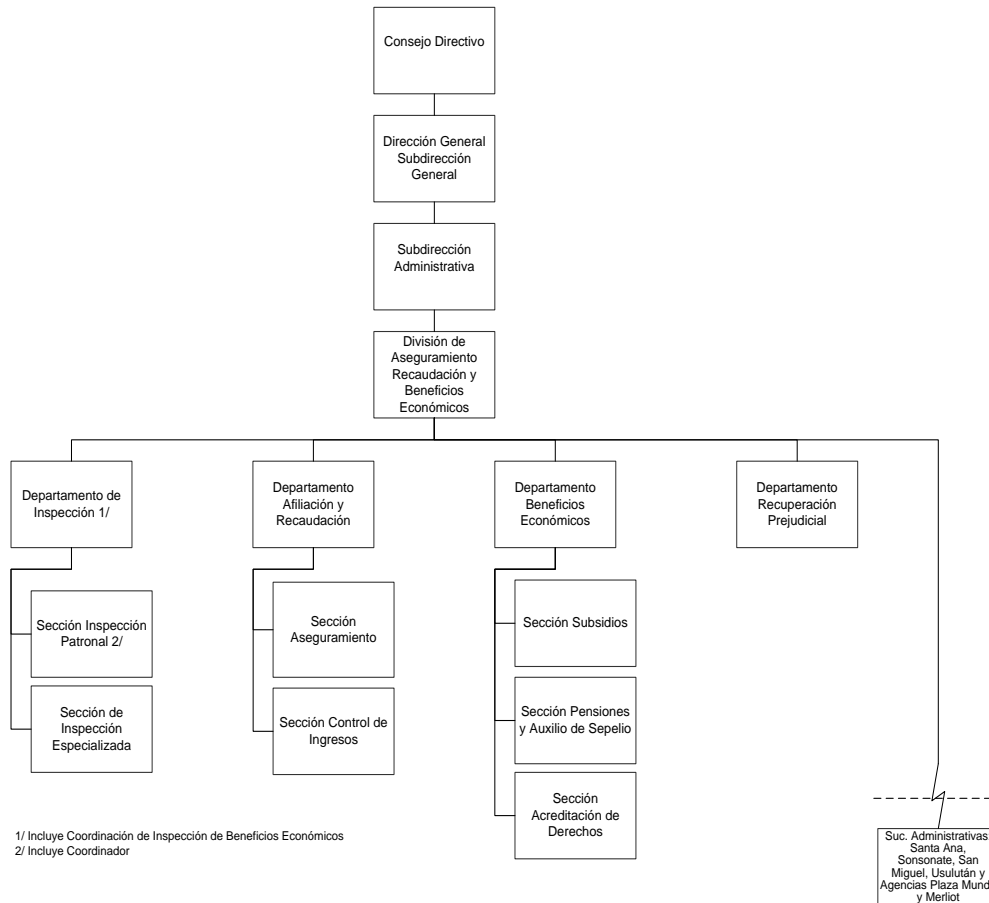 Consejo Directivo
Dirección General
Subdirección
General
Subdirección
Administrativa
División de
Aseguramiento
Recaudación y
Beneficios
Económicos
Departamento de
Inspección 1/
Departamento
Afiliación y
Recaudación
Departamento
Beneficios
Económicos
Departamento
Recuperación
Prejudicial
Sección Inspección
Patronal 2/
Sección de
Inspección
Especializada
Sección
Aseguramiento
Sección Control de
Ingresos
Sección Subsidios
Sección Pensiones
y Auxilio de Sepelio
Sección
Acreditación de
Derechos
Suc. Administrativas
Santa Ana,
Sonsonate, San
Miguel, Usulután y
Agencias Plaza Mund
y Merliot
1/ Incluye Coordinación de Inspección de Beneficios Económicos
2/ Incluye Coordinador